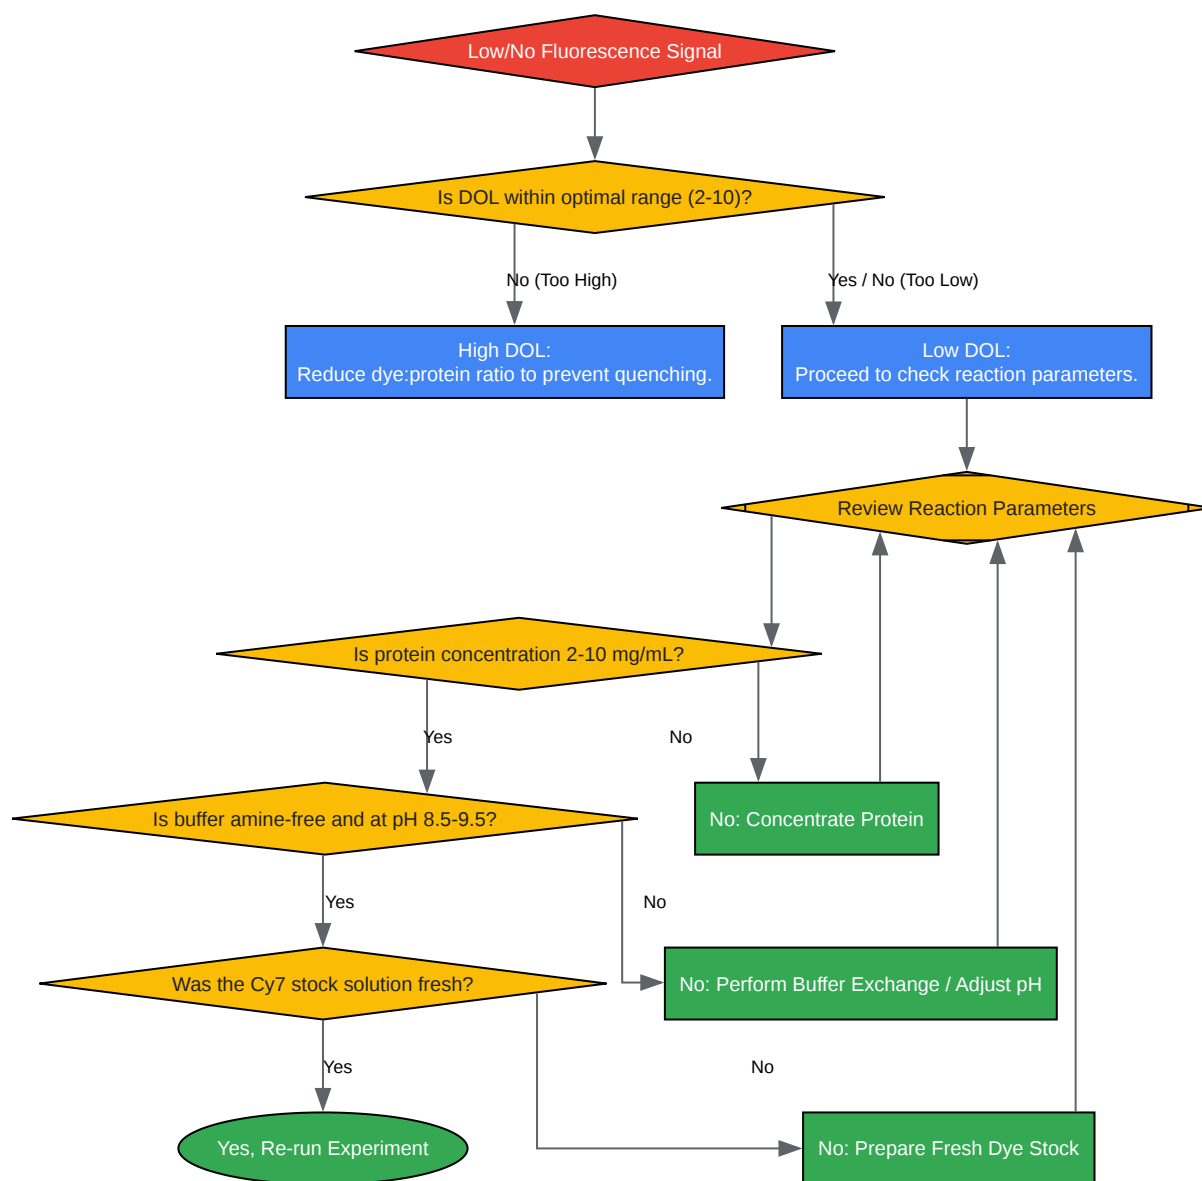 Low/No Fluorescence Signal
Is DOL within optimal range (2-10)?
No (Too High)
Yes / No (Too Low)
High DOL:
Reduce dye:protein ratio to prevent quenching.
Low DOL:
Proceed to check reaction parameters.
Review Reaction Parameters
Is protein concentration 2-10 mg/mL?
Yes
No
Is buffer amine-free and at pH 8.5-9.5?
No: Concentrate Protein
Yes
No
Was the Cy7 stock solution fresh?
No: Perform Buffer Exchange / Adjust pH
Yes
No
Yes, Re-run Experiment
No: Prepare Fresh Dye Stock